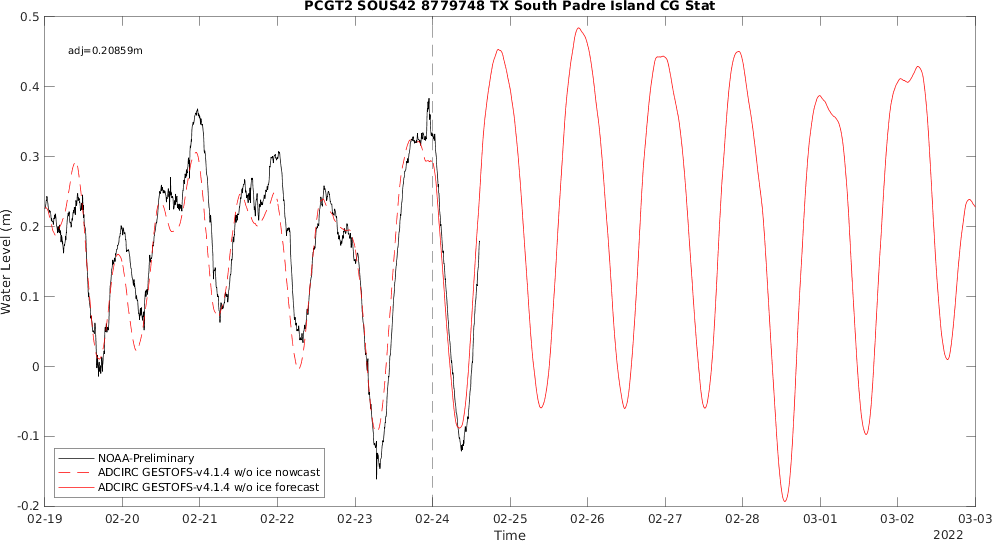 PCGT2 SOUS42 8779748 TX South Padre Island CG Stat
adj=0.20859m
0.5
0.4
0.3
0.2
0.1
0
-0.1
-0.2
Water Level (m)
NOAA-Preliminary
ADCIRC GESTOFS-v4.1.4 w/o ice nowcast
ADCIRC GESTOFS-v4.1.4 w/o ice forecast
02-19 02-20 02-21 02-22 02-23 02-24 02-25 02-26 02-27 02-28 03-01 03-02 03-03
Time
2022